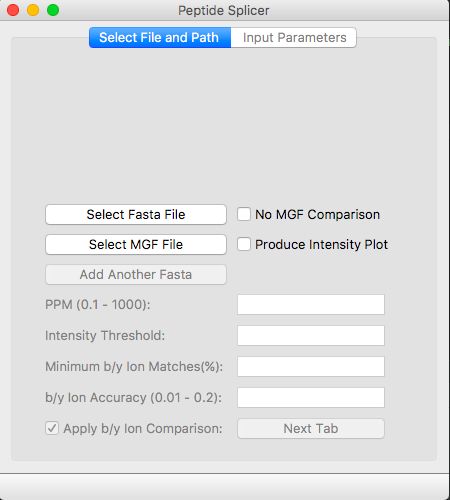 Peptide Splicer
Select File and Path Input Parameters
Select Fasta File No MGF Comparison
Select MGF File Produce Intensity Plot
Add Another Fasta
PPM (0.1 - 1000):
Intensity Threshold:
Minimum b/y Ion Matches(%):
b/y Ion Accuracy (0.01 - 0.2):
Apply b/y Ion Comparison: Next Tab